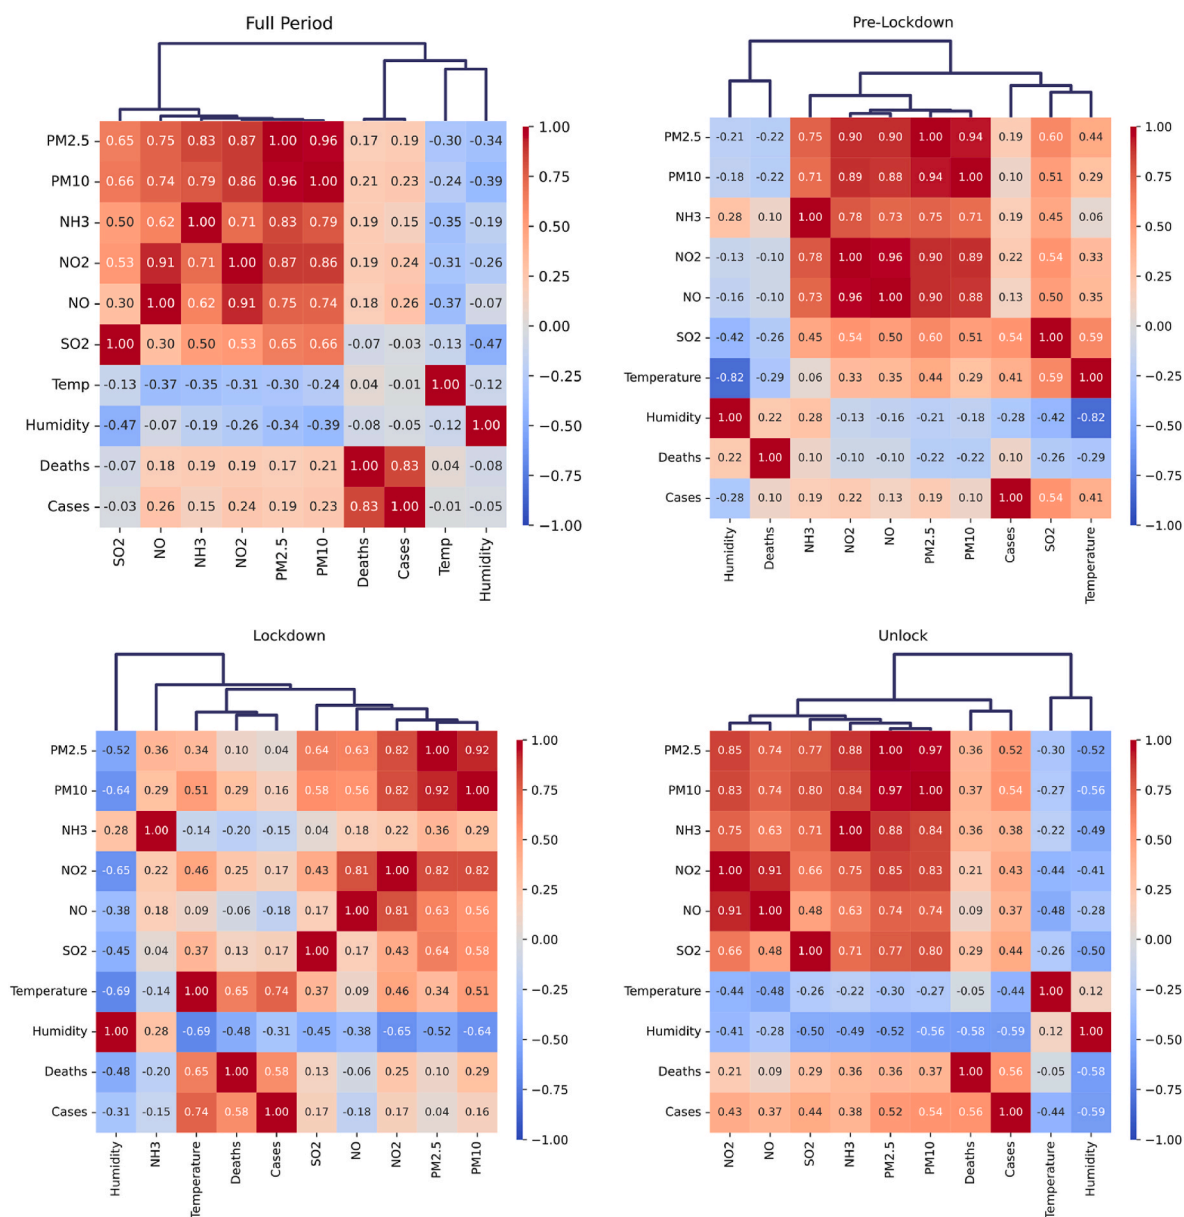 Full Period
PM2.5 0.65 0.75 0.83 0.87 1.00 0.96 0.17 0.19 -0.30 -0.34
PM10 0.66 0.74 0.79 0.86 0.96 1.00 0.21 0.23 -0.24 -0.39
NH3 0.50 0.62 1.00 0.71 0.83 0.79 0.19 0.15 -0.35 -0.19
NO2 0.53 0.91 0.71 1.00 0.87 0.86 0.19 0.24 -0.31 -0.26
NO 0.30 1.00 0.62 0.91 0.75 0.74 0.18 0.26 -0.37 -0.07
SO2 1.00 0.30 0.50 0.53 0.65 0.66 -0.07 -0.03 -0.13 -0.47
Temp -0.13 -0.37 -0.35 -0.31 -0.30 -0.24 0.04 -0.01 1.00 -0.12
Humidity -0.47 -0.07 -0.19 -0.26 -0.34 -0.39 -0.08 -0.05 -0.12 1.00
Deaths -0.07 0.18 0.19 0.19 0.17 0.21 1.00 0.83 0.04 -0.08
Cases -0.03 0.26 0.15 0.24 0.19 0.23 0.83 1.00 -0.01 -0.05
SO2 NO NH3 NO2 PM2.5 PM10 Deaths Cases Temp Humidity
1.00
0.75
0.50
0.25
0.00
−0.25
−0.50
−0.75
−1.00
Pre-Lockdown
PM2.5 -0.21 -0.22 0.75 0.90 0.90 1.00 0.94 0.19 0.60 0.44
PM10 -0.18 -0.22 0.71 0.89 0.88 0.94 1.00 0.10 0.51 0.29
NH3 0.28 0.10 1.00 0.78 0.73 0.75 0.71 0.19 0.45 0.06
NO2 -0.13 -0.10 0.78 1.00 0.96 0.90 0.89 0.22 0.54 0.33
NO -0.16 -0.10 0.73 0.96 1.00 0.90 0.88 0.13 0.50 0.35
SO2 -0.42 -0.26 0.45 0.54 0.50 0.60 0.51 0.54 1.00 0.59
Temperature -0.82 -0.29 0.06 0.33 0.35 0.44 0.29 0.41 0.59 1.00
Humidity 1.00 0.22 0.28 -0.13 -0.16 -0.21 -0.18 -0.28 -0.42 -0.82
Deaths 0.22 1.00 0.10 -0.10 -0.10 -0.22 -0.22 0.10 -0.26 -0.29
Cases -0.28 0.10 0.19 0.22 0.13 0.19 0.10 1.00 0.54 0.41
Humidity Deaths NH3 NO2 NO PM2.5 PM10 Cases SO2 Temperature
1.00
0.75
0.50
0.25
0.00
−0.25
−0.50
−0.75
−1.00
Lockdown
PM2.5 -0.52 0.36 0.34 0.10 0.04 0.64 0.63 0.82 1.00 0.92
PM10 -0.64 0.29 0.51 0.29 0.16 0.58 0.56 0.82 0.92 1.00
NH3 0.28 1.00 -0.14 -0.20 -0.15 0.04 0.18 0.22 0.36 0.29
NO2 -0.65 0.22 0.46 0.25 0.17 0.43 0.81 1.00 0.82 0.82
NO -0.38 0.18 0.09 -0.06 -0.18 0.17 1.00 0.81 0.63 0.56
SO2 -0.45 0.04 0.37 0.13 0.17 1.00 0.17 0.43 0.64 0.58
Temperature -0.69 -0.14 1.00 0.65 0.74 0.37 0.09 0.46 0.34 0.51
Humidity 1.00 0.28 -0.69 -0.48 -0.31 -0.45 -0.38 -0.65 -0.52 -0.64
Deaths -0.48 -0.20 0.65 1.00 0.58 0.13 -0.06 0.25 0.10 0.29
Cases -0.31 -0.15 0.74 0.58 1.00 0.17 -0.18 0.17 0.04 0.16
Humidity NH3 Temperature Deaths Cases SO2 NO NO2 PM2.5 PM10
1.00
0.75
0.50
0.25
0.00
−0.25
−0.50
−0.75
−1.00
Unlock
PM2.5 0.85 0.74 0.77 0.88 1.00 0.97 0.36 0.52 -0.30 -0.52
PM10 0.83 0.74 0.80 0.84 0.97 1.00 0.37 0.54 -0.27 -0.56
NH3 0.75 0.63 0.71 1.00 0.88 0.84 0.36 0.38 -0.22 -0.49
NO2 1.00 0.91 0.66 0.75 0.85 0.83 0.21 0.43 -0.44 -0.41
NO 0.91 1.00 0.48 0.63 0.74 0.74 0.09 0.37 -0.48 -0.28
SO2 0.66 0.48 1.00 0.71 0.77 0.80 0.29 0.44 -0.26 -0.50
Temperature -0.44 -0.48 -0.26 -0.22 -0.30 -0.27 -0.05 -0.44 1.00 0.12
Humidity -0.41 -0.28 -0.50 -0.49 -0.52 -0.56 -0.58 -0.59 0.12 1.00
Deaths 0.21 0.09 0.29 0.36 0.36 0.37 1.00 0.56 -0.05 -0.58
Cases 0.43 0.37 0.44 0.38 0.52 0.54 0.56 1.00 -0.44 -0.59
NO2 NO SO2 NH3 PM2.5 PM10 Deaths Cases Temperature Humidity
1.00
0.75
0.50
0.25
0.00
−0.25
−0.50
−0.75
−1.00